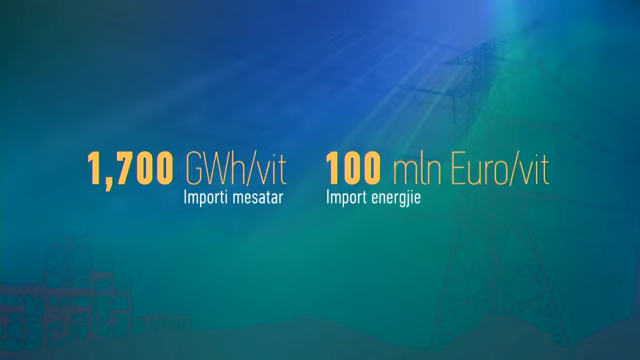 1,700 GWh/vit
Importi mesatar
100 mln Euro/vit
Import energjie